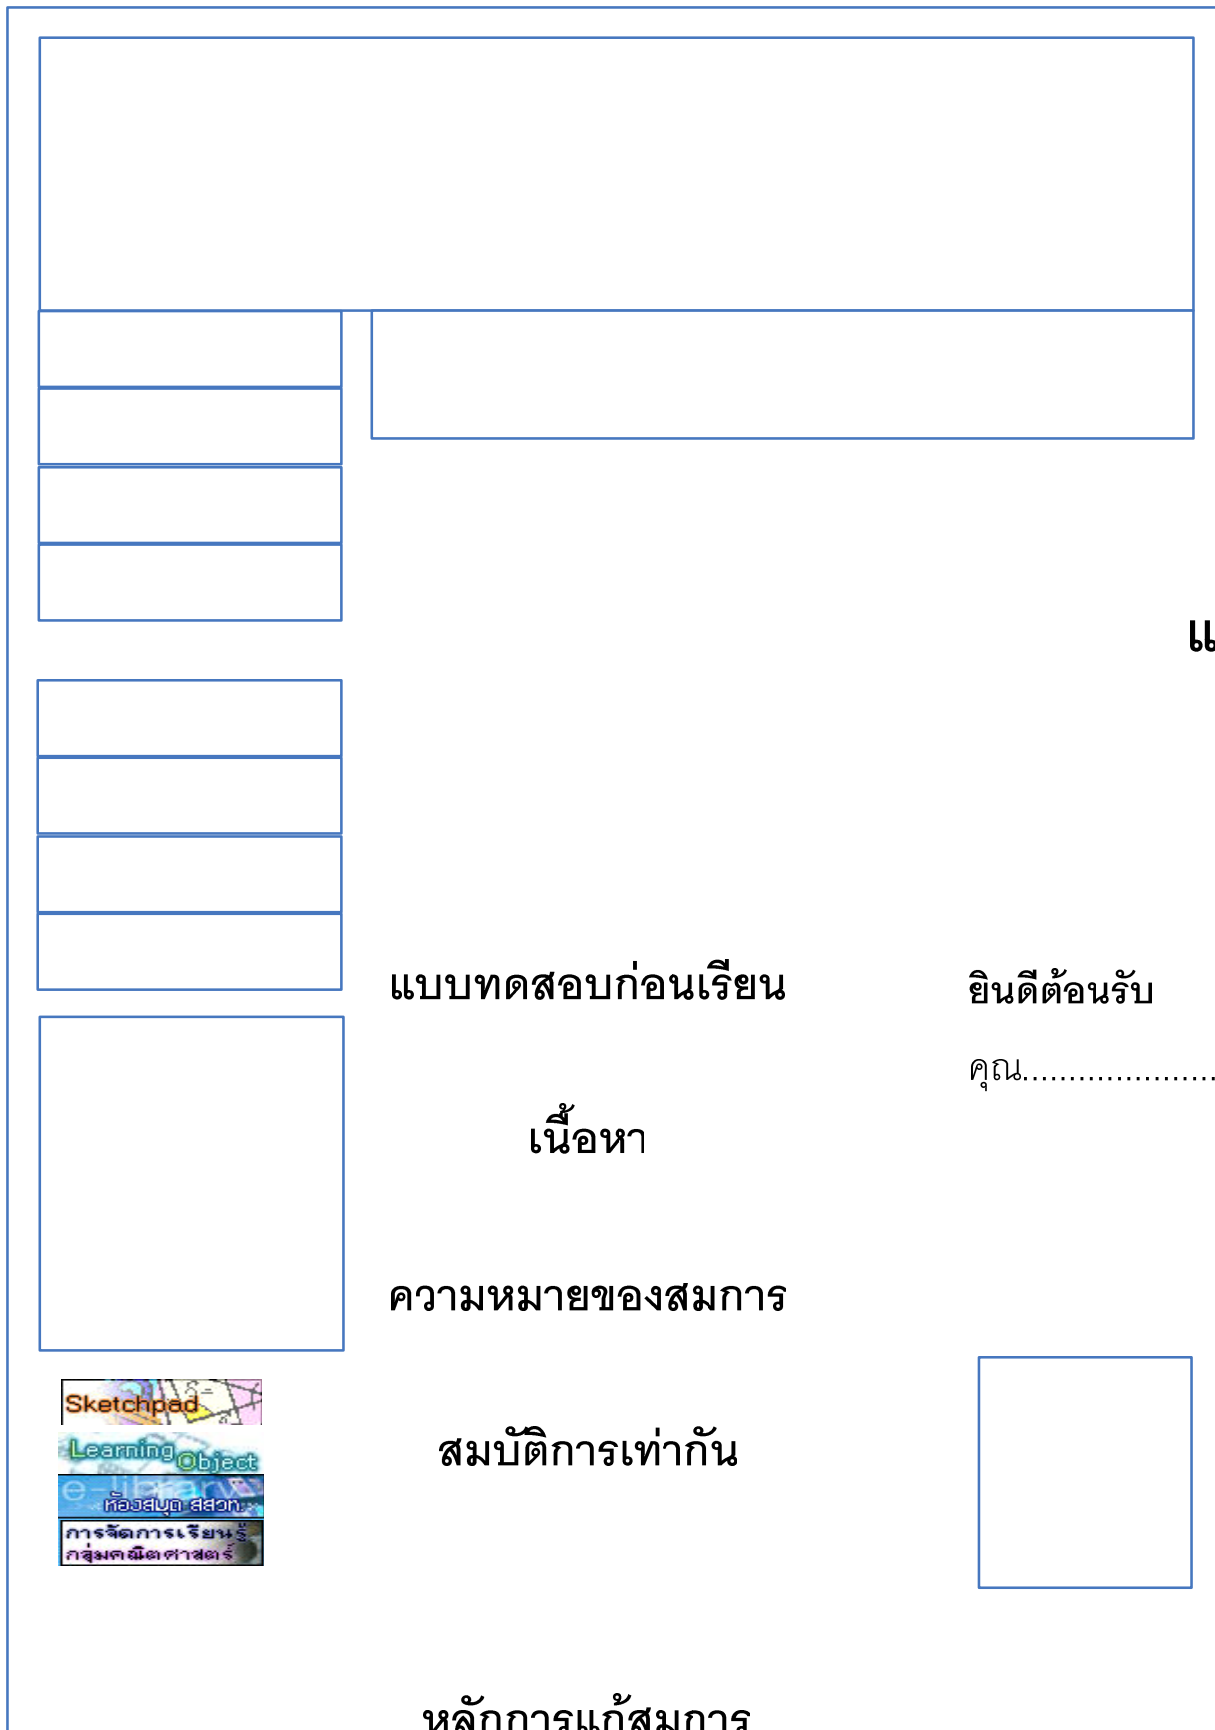 แ
แบบทดสอบก่อนเรียน
ยินดีต้อนรับ
คุณ.....................
เนื้อหา
ความหมายของสมการ
Sketchpad
สมบัติการเท่ากัน
Learning Object
e-library
ห้องสมุด สสวท.
การจัดการเรียนรู้
กลุ่มคณิตศาสตร์
หลักการแก้สมการ